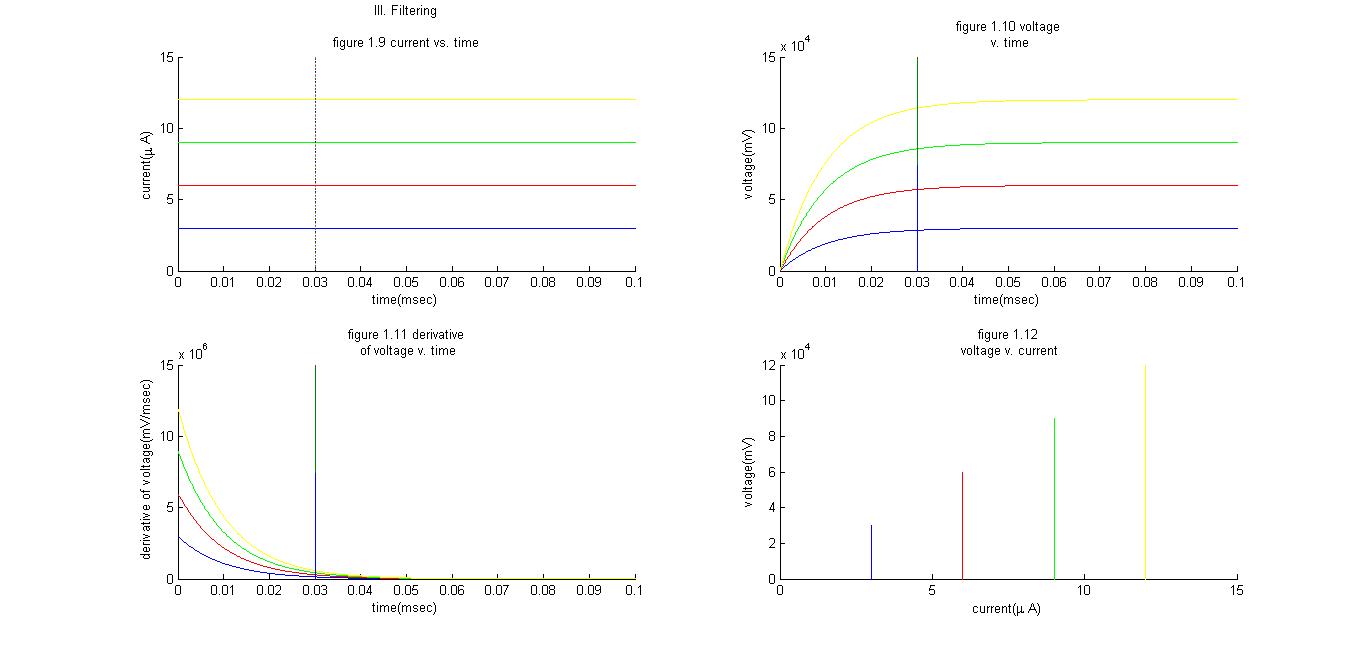 III. Filtering
figure 1.9 current vs. time
15
10
5
0
current(μ A)
0 0.01 0.02 0.03 0.04 0.05 0.06 0.07 0.08 0.09 0.1
time(msec)
figure 1.10 voltage
v. time
x 10^4
15
10
5
0
voltage(mV)
0 0.01 0.02 0.03 0.04 0.05 0.06 0.07 0.08 0.09 0.1
time(msec)
figure 1.11 derivative
of voltage v. time
x 10^6
15
10
5
0
derivative of voltage(mV/msec)
0 0.01 0.02 0.03 0.04 0.05 0.06 0.07 0.08 0.09 0.1
time(msec)
figure 1.12
voltage v. current
x 10^4
12
10
8
6
4
2
0
voltage(mV)
0 5 10 15
current(μ A)